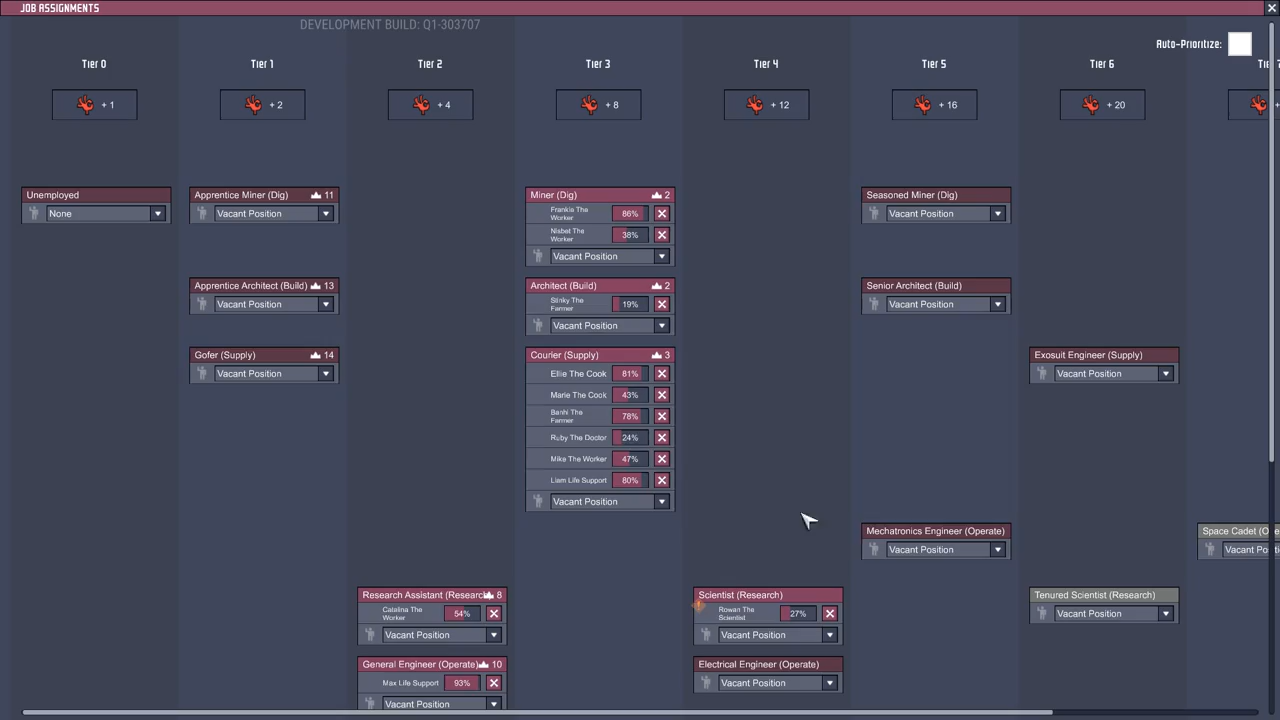 JOB ASSIGNMENTS
DEVELOPMENT BUILD: Q1-303707
Auto-Prioritize:
Tier 0
Tier 1
Tier 2
Tier 3
Tier 4
Tier 5
Tier 6
+ 1
+ 2
+ 4
+ 8
+ 12
+ 16
+ 20
Unemployed
None
Apprentice Miner (Dig) 11
Vacant Position
Apprentice Architect (Build) 13
Vacant Position
Gofer (Supply) 14
Vacant Position
Research Assistant (Research 8
Catalina The
Worker
54%
Vacant Position
General Engineer (Operate) 10
Max Life Support 93%
Vacant Position
Miner (Dig) 2
Frankie The
Worker
86%
Nisbet The
Worker
38%
Vacant Position
Architect (Build) 2
Stinky The
Farmer
19%
Vacant Position
Courier (Supply) 3
Ellie The Cook 81%
Marie The Cook 43%
Banhi The
Farmer
78%
Ruby The Doctor 24%
Mike The Worker 47%
Liam Life Support 80%
Vacant Position
Scientist (Research)
Rowan The
Scientist
27%
Vacant Position
Electrical Engineer (Operate)
Vacant Position
Seasoned Miner (Dig)
Vacant Position
Senior Architect (Build)
Vacant Position
Mechatronics Engineer (Operate)
Vacant Position
Exosuit Engineer (Supply)
Vacant Position
Tenured Scientist (Research)
Vacant Position
Space Cadet (Ope
Vacant Posit